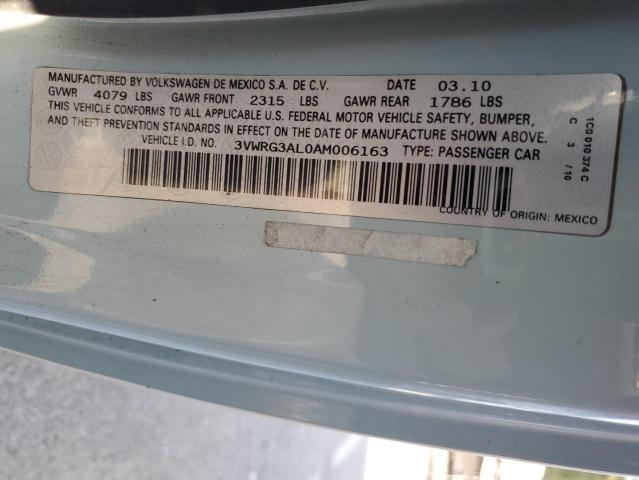 MANUFACTURED BY VOLKSWAGEN DE MEXICO S.A. DE C.V. DATE 03.10
GVWR 4079 LBS GAWR FRONT 2315 LBS GAWR REAR 1786 LBS
THIS VEHICLE CONFORMS TO ALL APPLICABLE U.S. FEDERAL MOTOR VEHICLE SAFETY, BUMPER,
AND THEFT PREVENTION STANDARDS IN EFFECT ON THE DATE OF MANUFACTURE SHOWN ABOVE.
VEHICLE I.D. NO. 3VWRG3AL0AM006163 TYPE: PASSENGER CAR
COUNTRY OF ORIGIN: MEXICO
1C0 010 374 C
C 3 /10